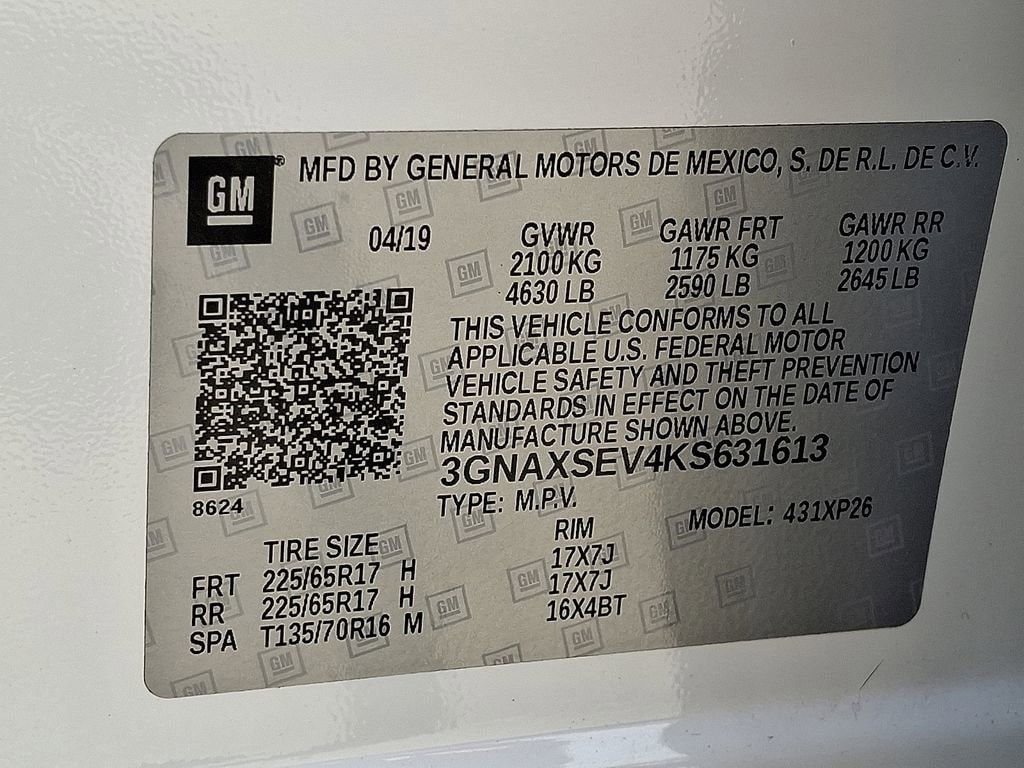 GM® MFD BY GENERAL MOTORS DE MEXICO, S. DE R.L. DE C.V.
04/19
GVWR GAWR FRT GAWR RR
2100 KG 1175 KG 1200 KG
4630 LB 2590 LB 2645 LB
THIS VEHICLE CONFORMS TO ALL
APPLICABLE U.S. FEDERAL MOTOR
VEHICLE SAFETY AND THEFT PREVENTION
STANDARDS IN EFFECT ON THE DATE OF
MANUFACTURE SHOWN ABOVE.
3GNAXSEV4KS631613
8624
TYPE: M.P.V. MODEL: 431XP26
TIRE SIZE RIM
FRT 225/65R17 H 17X7J
RR 225/65R17 H 17X7J
SPA T135/70R16 M 16X4BT